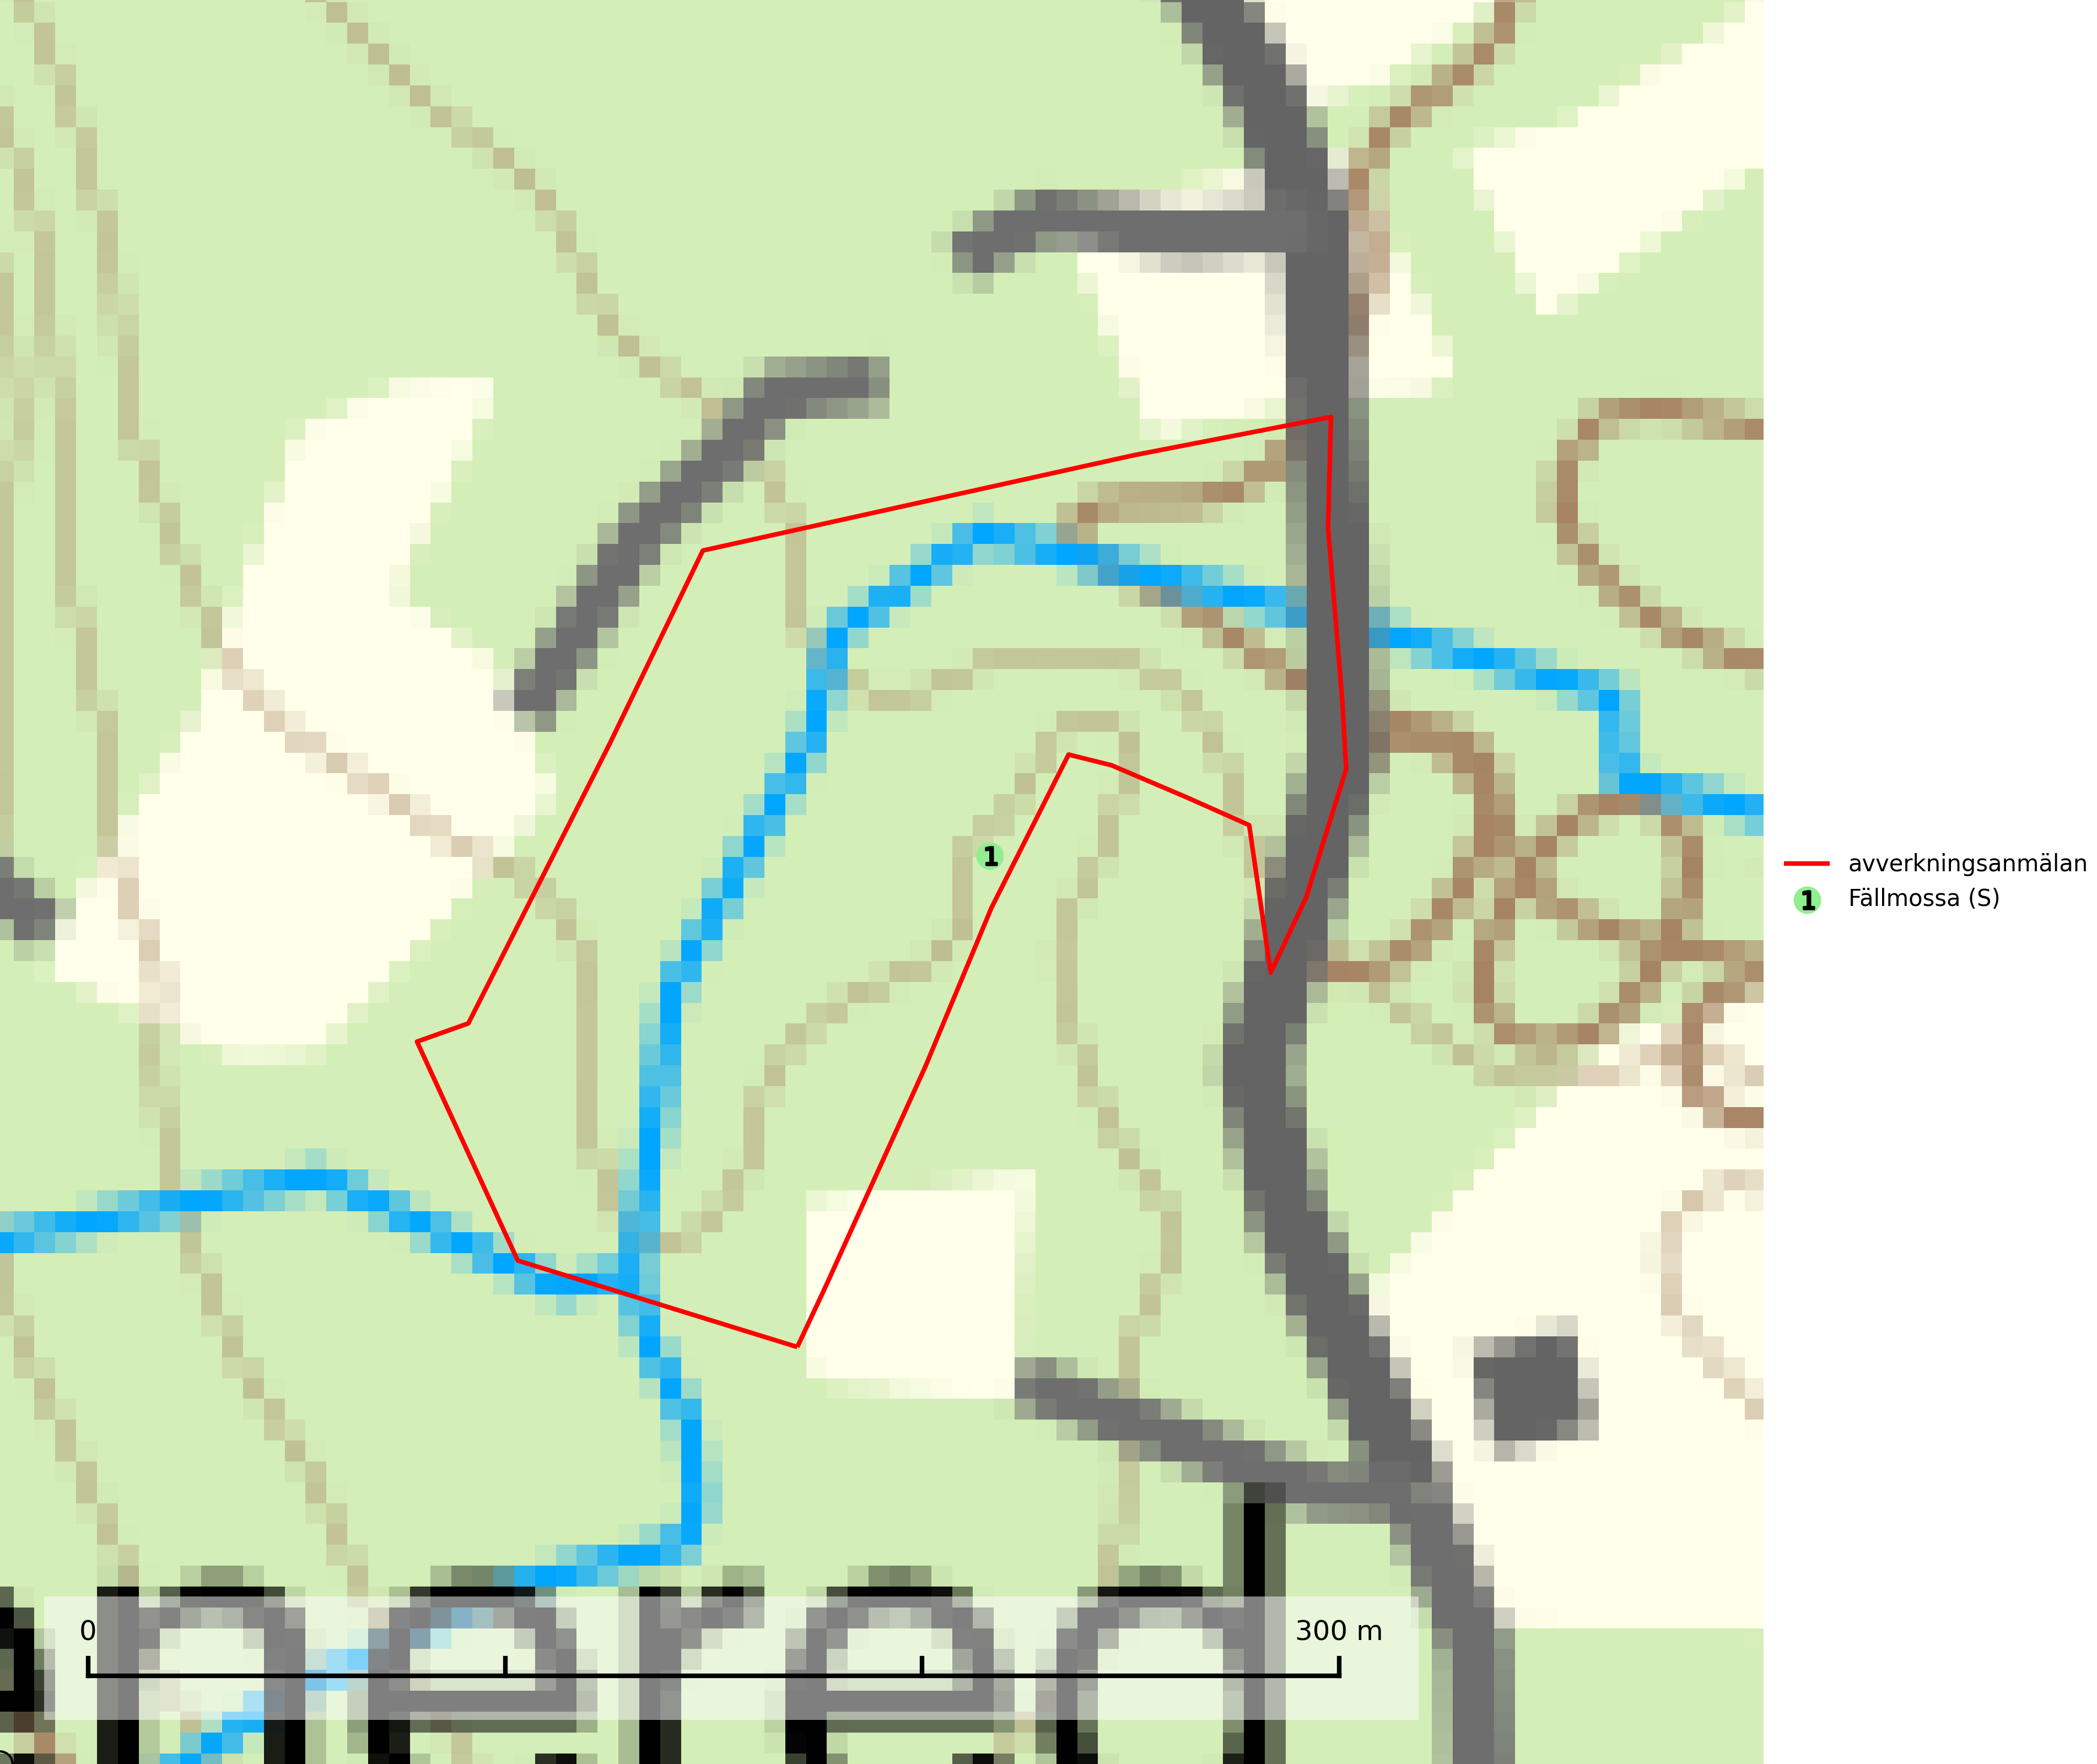 1
avverkningsanmälan
1 Fällmossa (S)
0 300 m